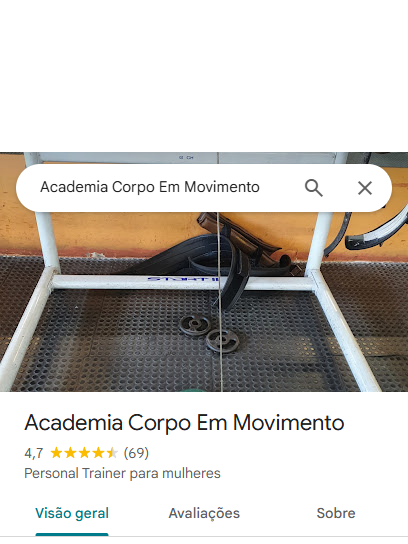 Academia Corpo Em Movimento
Academia Corpo Em Movimento
4,7 (69)
Personal Trainer para mulheres
Visão geral Avaliações Sobre